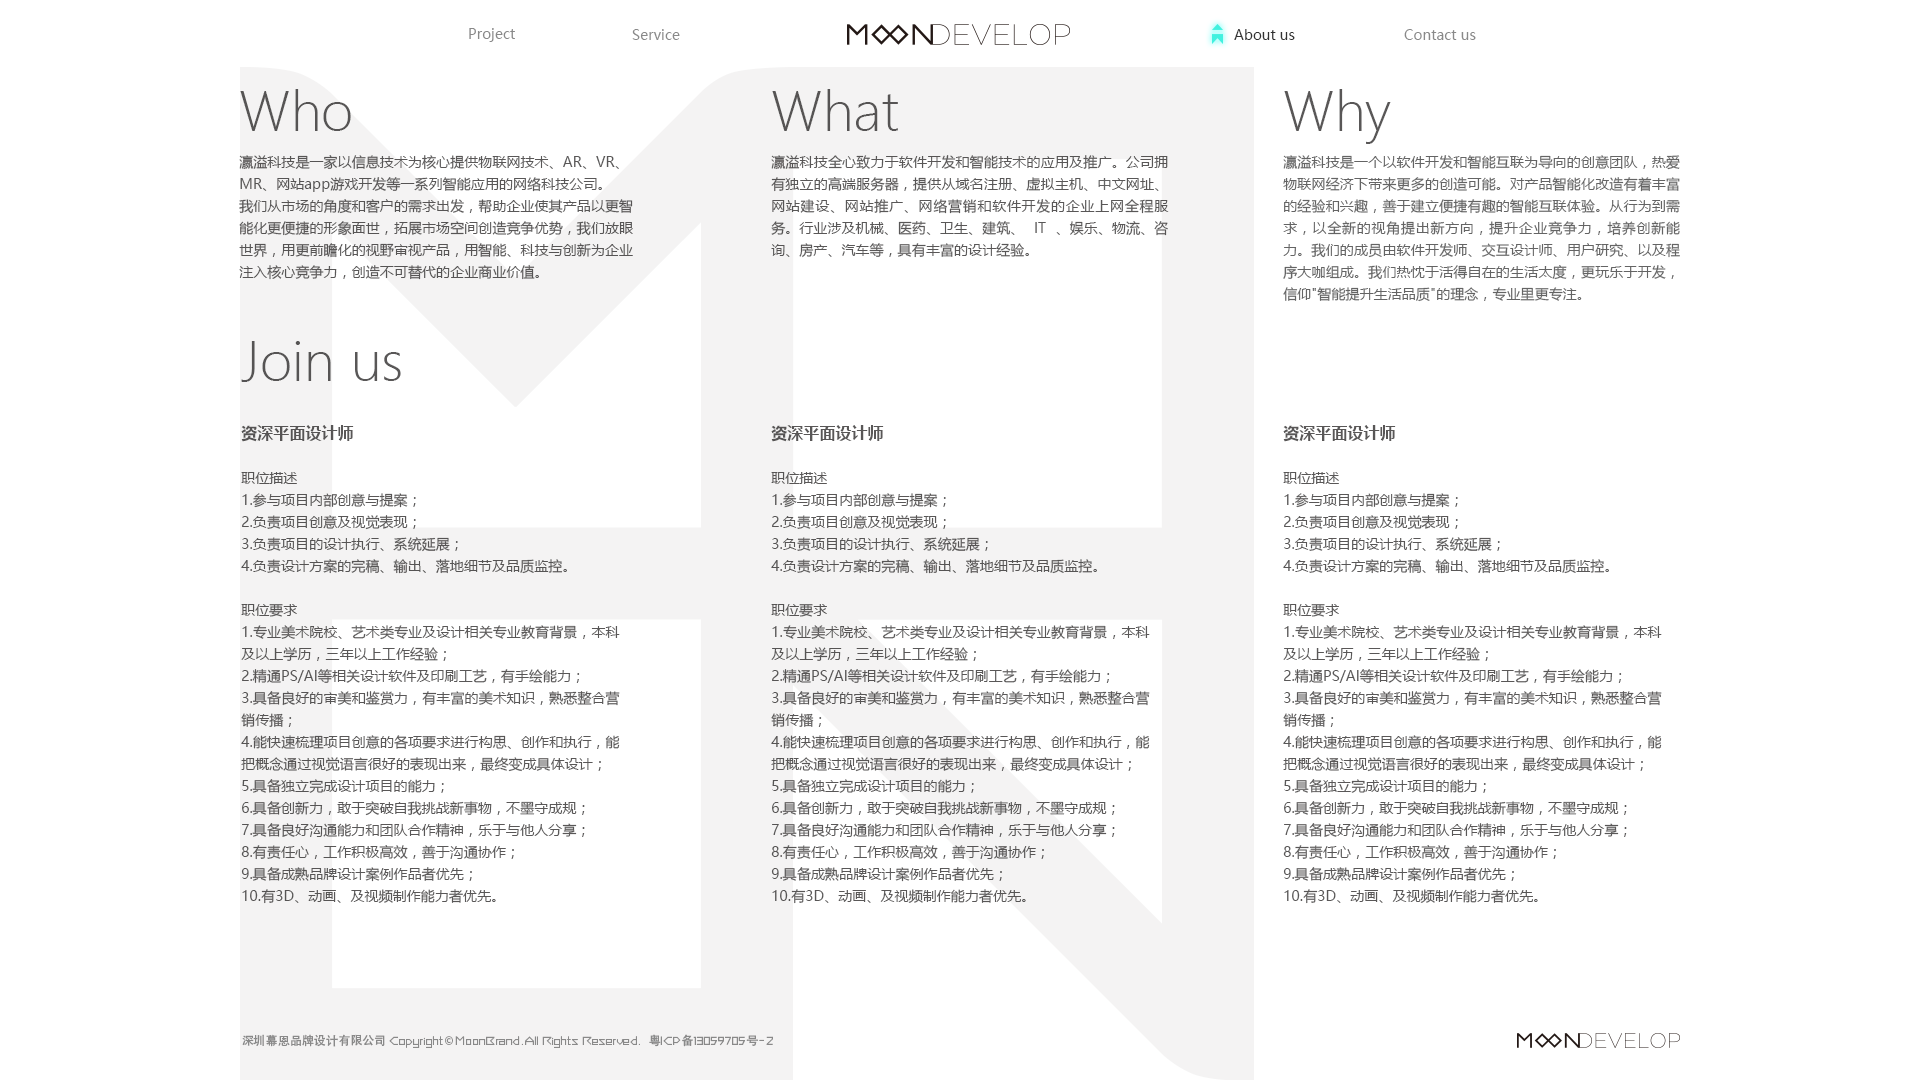 Project
Service
MOONDEVELOP
About us
Contact us
Who
瀛溢科技是一家以信息技术为核心提供物联网技术、AR、VR、
MR、网站app游戏开发等一系列智能应用的网络科技公司。
我们从市场的角度和客户的需求出发，帮助企业使其产品以更智
能化更便捷的形象面世，拓展市场空间创造竞争优势，我们放眼
世界，用更前瞻化的视野审视产品，用智能、科技与创新为企业
注入核心竞争力，创造不可替代的企业商业价值。
What
瀛溢科技全心致力于软件开发和智能技术的应用及推广。公司拥
有独立的高端服务器，提供从域名注册、虚拟主机、中文网址、
网站建设、网站推广、网络营销和软件开发的企业上网全程服
务。行业涉及机械、医药、卫生、建筑、 IT 、娱乐、物流、咨
询、房产、汽车等，具有丰富的设计经验。
Why
瀛溢科技是一个以软件开发和智能互联为导向的创意团队，热爱
物联网经济下带来更多的创造可能。对产品智能化改造有着丰富
的经验和兴趣，善于建立便捷有趣的智能互联体验。从行为到需
求，以全新的视角提出新方向，提升企业竞争力，培养创新能
力。我们的成员由软件开发师、交互设计师、用户研究、以及程
序大咖组成。我们热忱于活得自在的生活太度，更玩乐于开发，
信仰"智能提升生活品质"的理念，专业里更专注。
Join us
资深平面设计师
职位描述
1.参与项目内部创意与提案；
2.负责项目创意及视觉表现；
3.负责项目的设计执行、系统延展；
4.负责设计方案的完稿、输出、落地细节及品质监控。
职位要求
1.专业美术院校、艺术类专业及设计相关专业教育背景，本科
及以上学历，三年以上工作经验；
2.精通PS/AI等相关设计软件及印刷工艺，有手绘能力；
3.具备良好的审美和鉴赏力，有丰富的美术知识，熟悉整合营
销传播；
4.能快速梳理项目创意的各项要求进行构思、创作和执行，能
把概念通过视觉语言很好的表现出来，最终变成具体设计；
5.具备独立完成设计项目的能力；
6.具备创新力，敢于突破自我挑战新事物，不墨守成规；
7.具备良好沟通能力和团队合作精神，乐于与他人分享；
8.有责任心，工作积极高效，善于沟通协作；
9.具备成熟品牌设计案例作品者优先；
10.有3D、动画、及视频制作能力者优先。
资深平面设计师
职位描述
1.参与项目内部创意与提案；
2.负责项目创意及视觉表现；
3.负责项目的设计执行、系统延展；
4.负责设计方案的完稿、输出、落地细节及品质监控。
职位要求
1.专业美术院校、艺术类专业及设计相关专业教育背景，本科
及以上学历，三年以上工作经验；
2.精通PS/AI等相关设计软件及印刷工艺，有手绘能力；
3.具备良好的审美和鉴赏力，有丰富的美术知识，熟悉整合营
销传播；
4.能快速梳理项目创意的各项要求进行构思、创作和执行，能
把概念通过视觉语言很好的表现出来，最终变成具体设计；
5.具备独立完成设计项目的能力；
6.具备创新力，敢于突破自我挑战新事物，不墨守成规；
7.具备良好沟通能力和团队合作精神，乐于与他人分享；
8.有责任心，工作积极高效，善于沟通协作；
9.具备成熟品牌设计案例作品者优先；
10.有3D、动画、及视频制作能力者优先。
资深平面设计师
职位描述
1.参与项目内部创意与提案；
2.负责项目创意及视觉表现；
3.负责项目的设计执行、系统延展；
4.负责设计方案的完稿、输出、落地细节及品质监控。
职位要求
1.专业美术院校、艺术类专业及设计相关专业教育背景，本科
及以上学历，三年以上工作经验；
2.精通PS/AI等相关设计软件及印刷工艺，有手绘能力；
3.具备良好的审美和鉴赏力，有丰富的美术知识，熟悉整合营
销传播；
4.能快速梳理项目创意的各项要求进行构思、创作和执行，能
把概念通过视觉语言很好的表现出来，最终变成具体设计；
5.具备独立完成设计项目的能力；
6.具备创新力，敢于突破自我挑战新事物，不墨守成规；
7.具备良好沟通能力和团队合作精神，乐于与他人分享；
8.有责任心，工作积极高效，善于沟通协作；
9.具备成熟品牌设计案例作品者优先；
10.有3D、动画、及视频制作能力者优先。
深圳慕恩品牌设计有限公司 Copyright©MoonBrand.All Rights Reserved. 粤ICP备13059705号-2
MOONDEVELOP